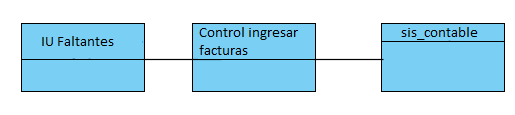 IU Faltantes
Control ingresar
facturas
sis_contable